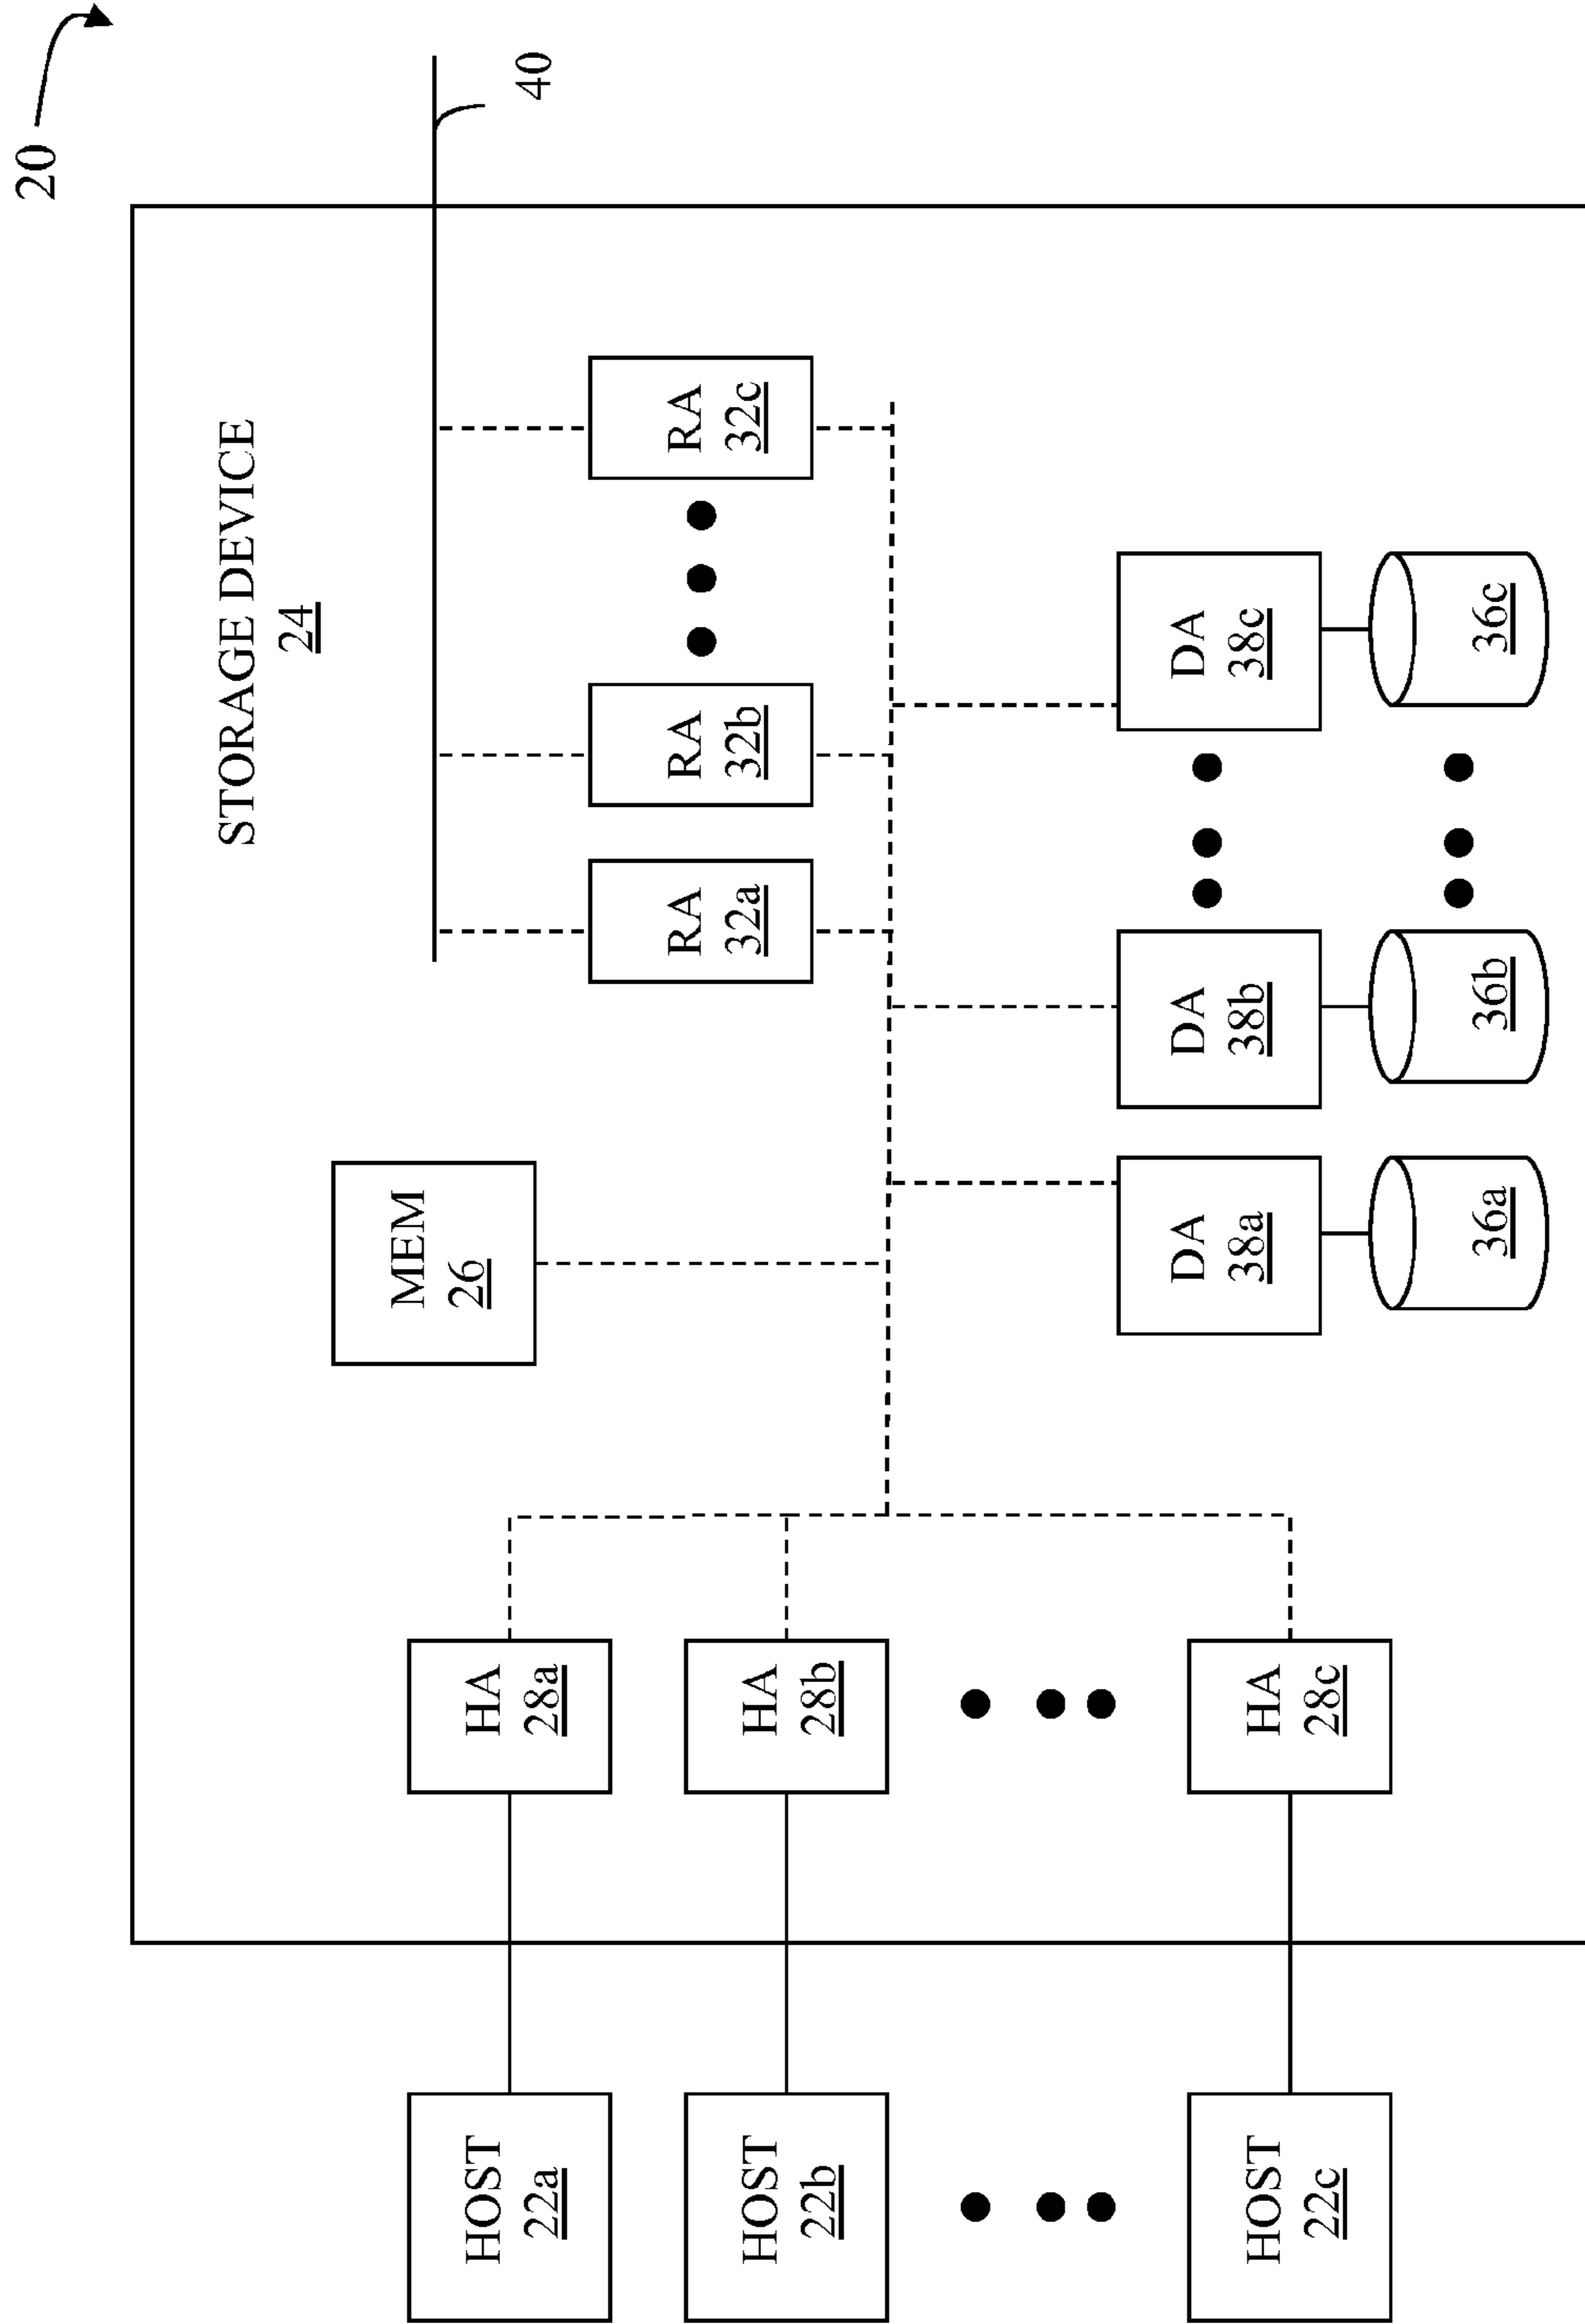 20
STORAGE DEVICE
24
40
HOST
22a
HA
28a
MEM
26
RA
32a
RA
32b
RA
32c
HOST
22b
HA
28b
HOST
22c
HA
28c
DA
38a
DA
38b
DA
38c
36a
36b
36c